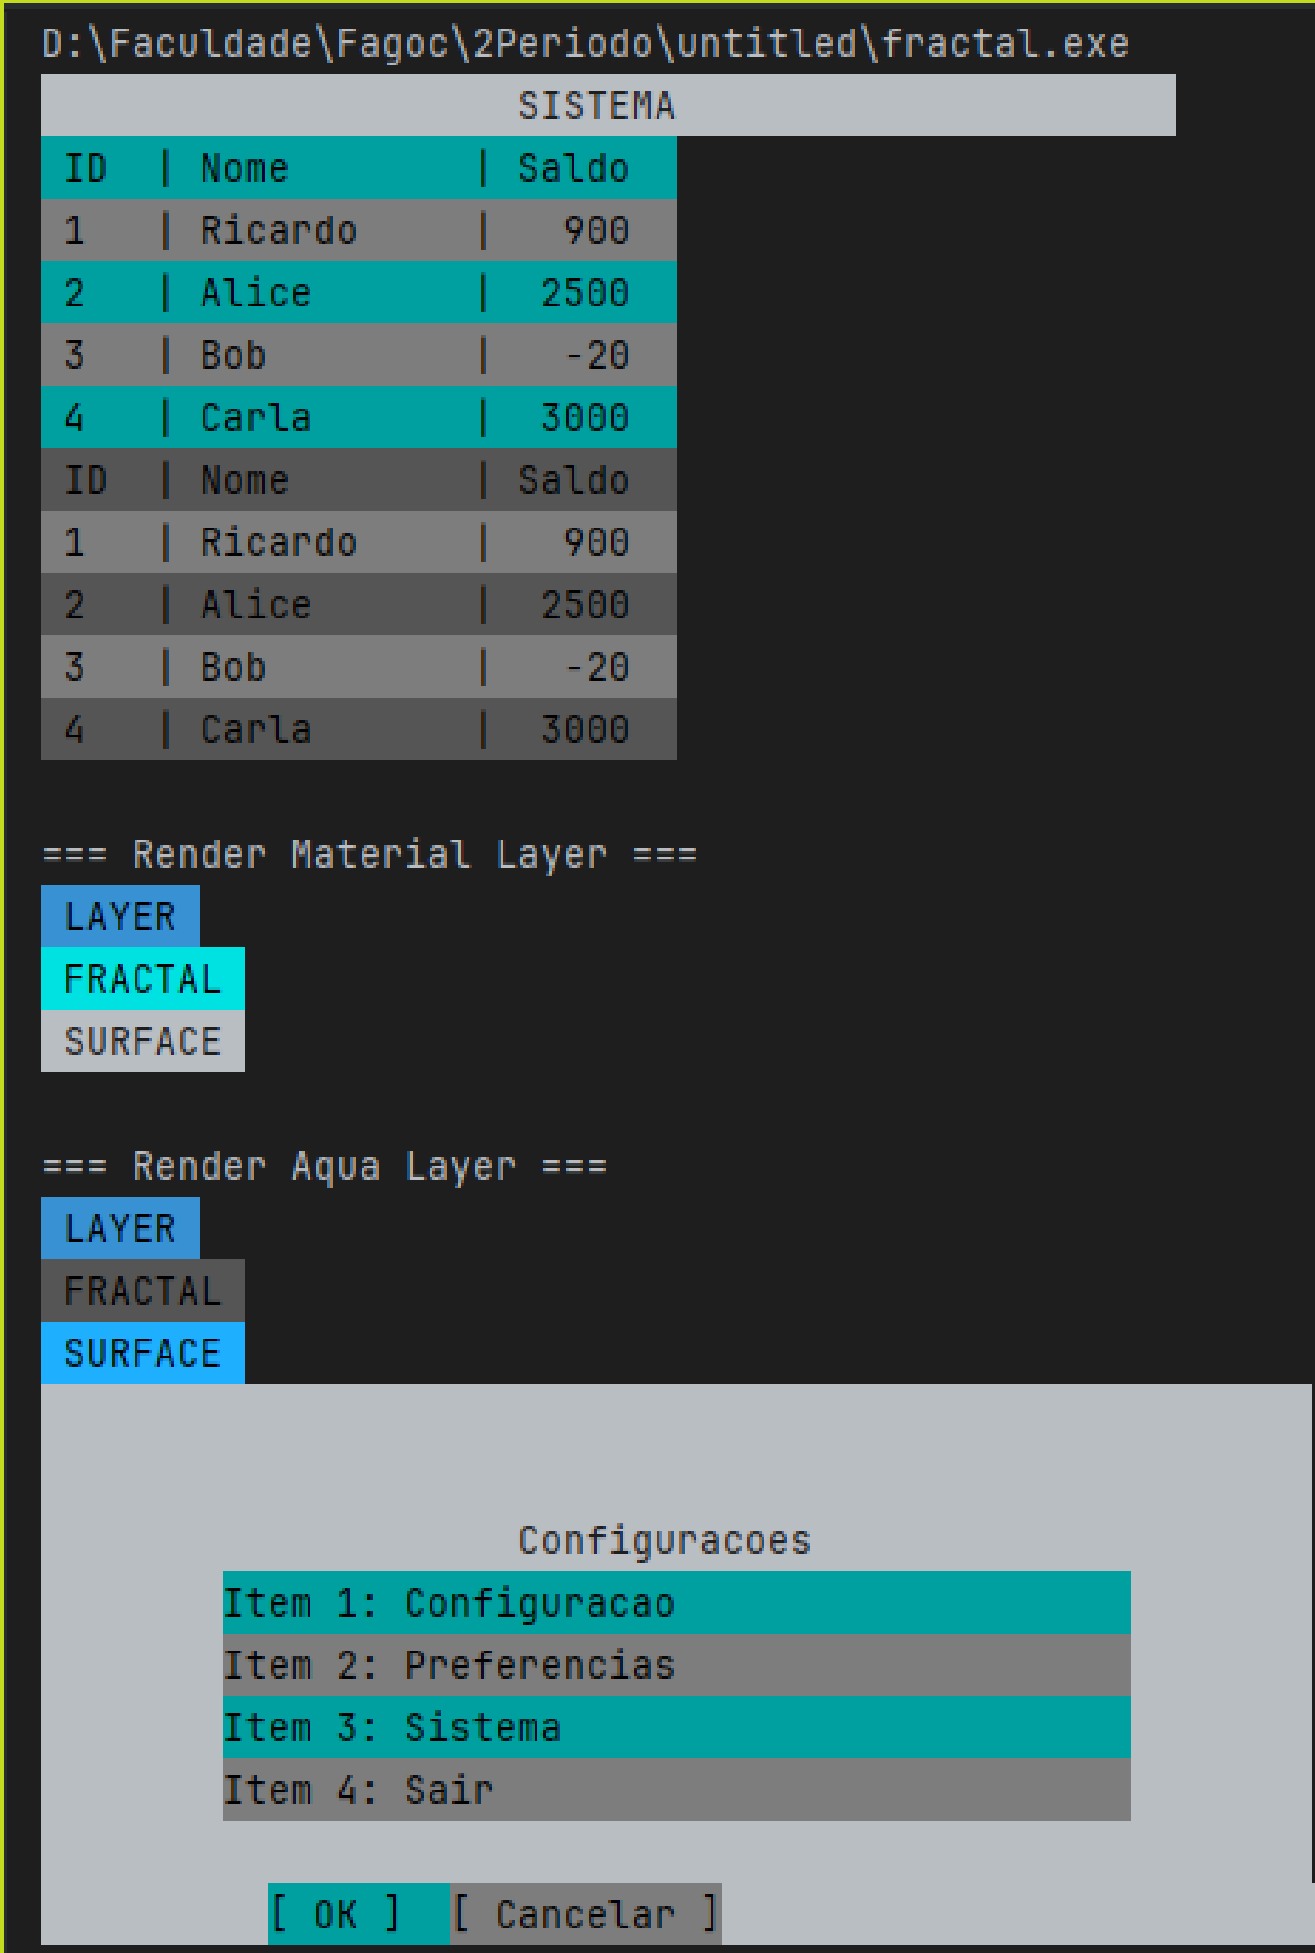 D:\Faculdade\Fagoc\2Periodo\untitled\fractal.exe
SISTEMA
ID | Nome | Saldo
1 | Ricardo | 900
2 | Alice | 2500
3 | Bob | -20
4 | Carla | 3000
ID | Nome | Saldo
1 | Ricardo | 900
2 | Alice | 2500
3 | Bob | -20
4 | Carla | 3000
=== Render Material Layer ===
LAYER
FRACTAL
SURFACE
=== Render Aqua Layer ===
LAYER
FRACTAL
SURFACE
Configuracoes
Item 1: Configuracao
Item 2: Preferencias
Item 3: Sistema
Item 4: Sair
[ OK ] [ Cancelar ]